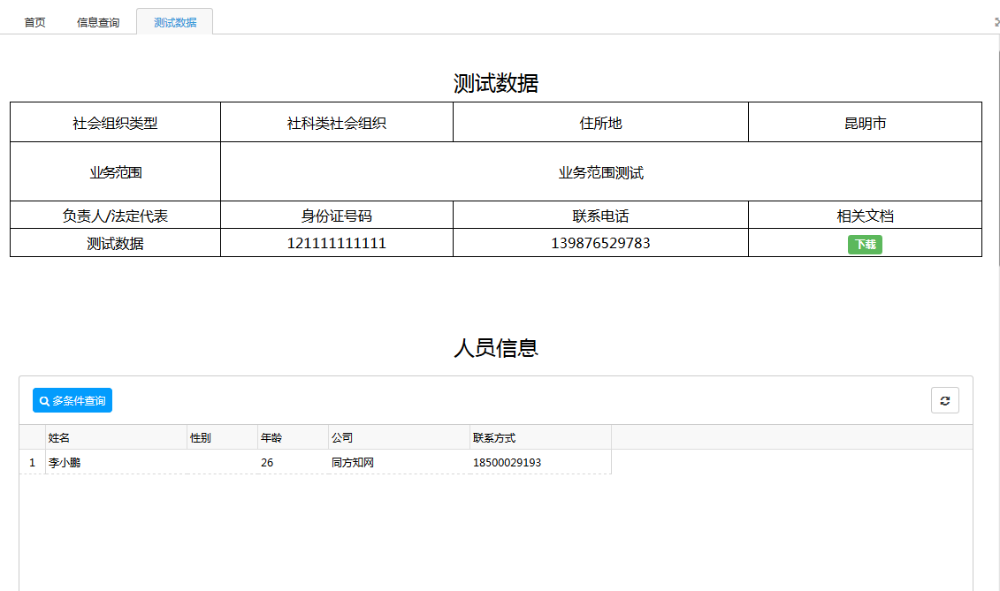 首页 信息查询 测试数据
测试数据
社会组织类型 社科类社会组织 住所地 昆明市
业务范围 业务范围测试
负责人/法定代表 身份证号码 联系电话 相关文档
测试数据 121111111111 139876529783 下载
人员信息
多条件查询
姓名 性别 年龄 公司 联系方式
1 李小鹏 26 同方知网 18500029193